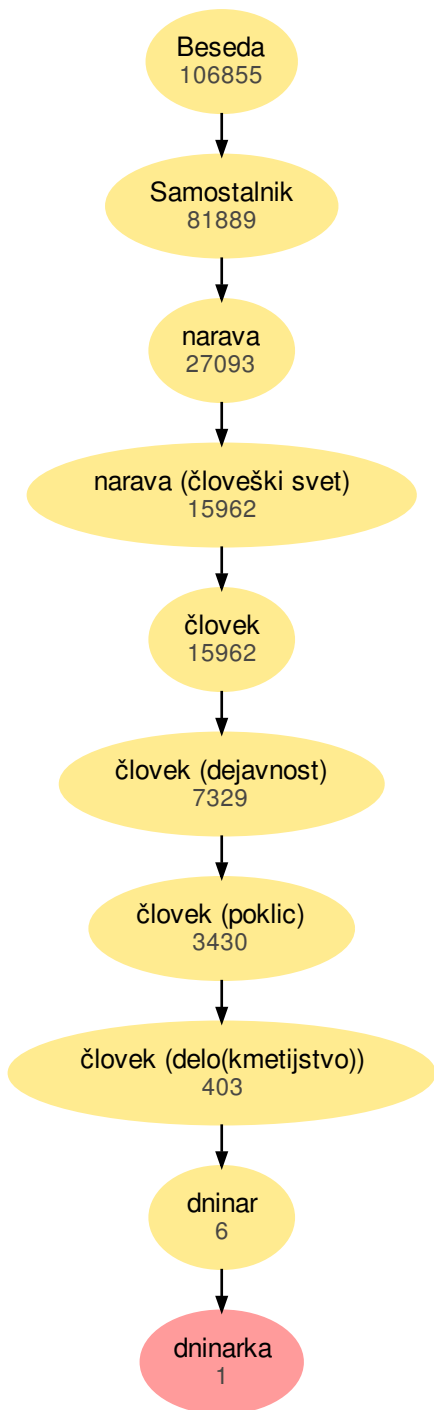 Beseda
106855
Samostalnik
81889
narava
27093
narava (človeški svet)
15962
človek
15962
človek (dejavnost)
7329
človek (poklic)
3430
človek (delo(kmetijstvo))
403
dninar
6
dninarka
1